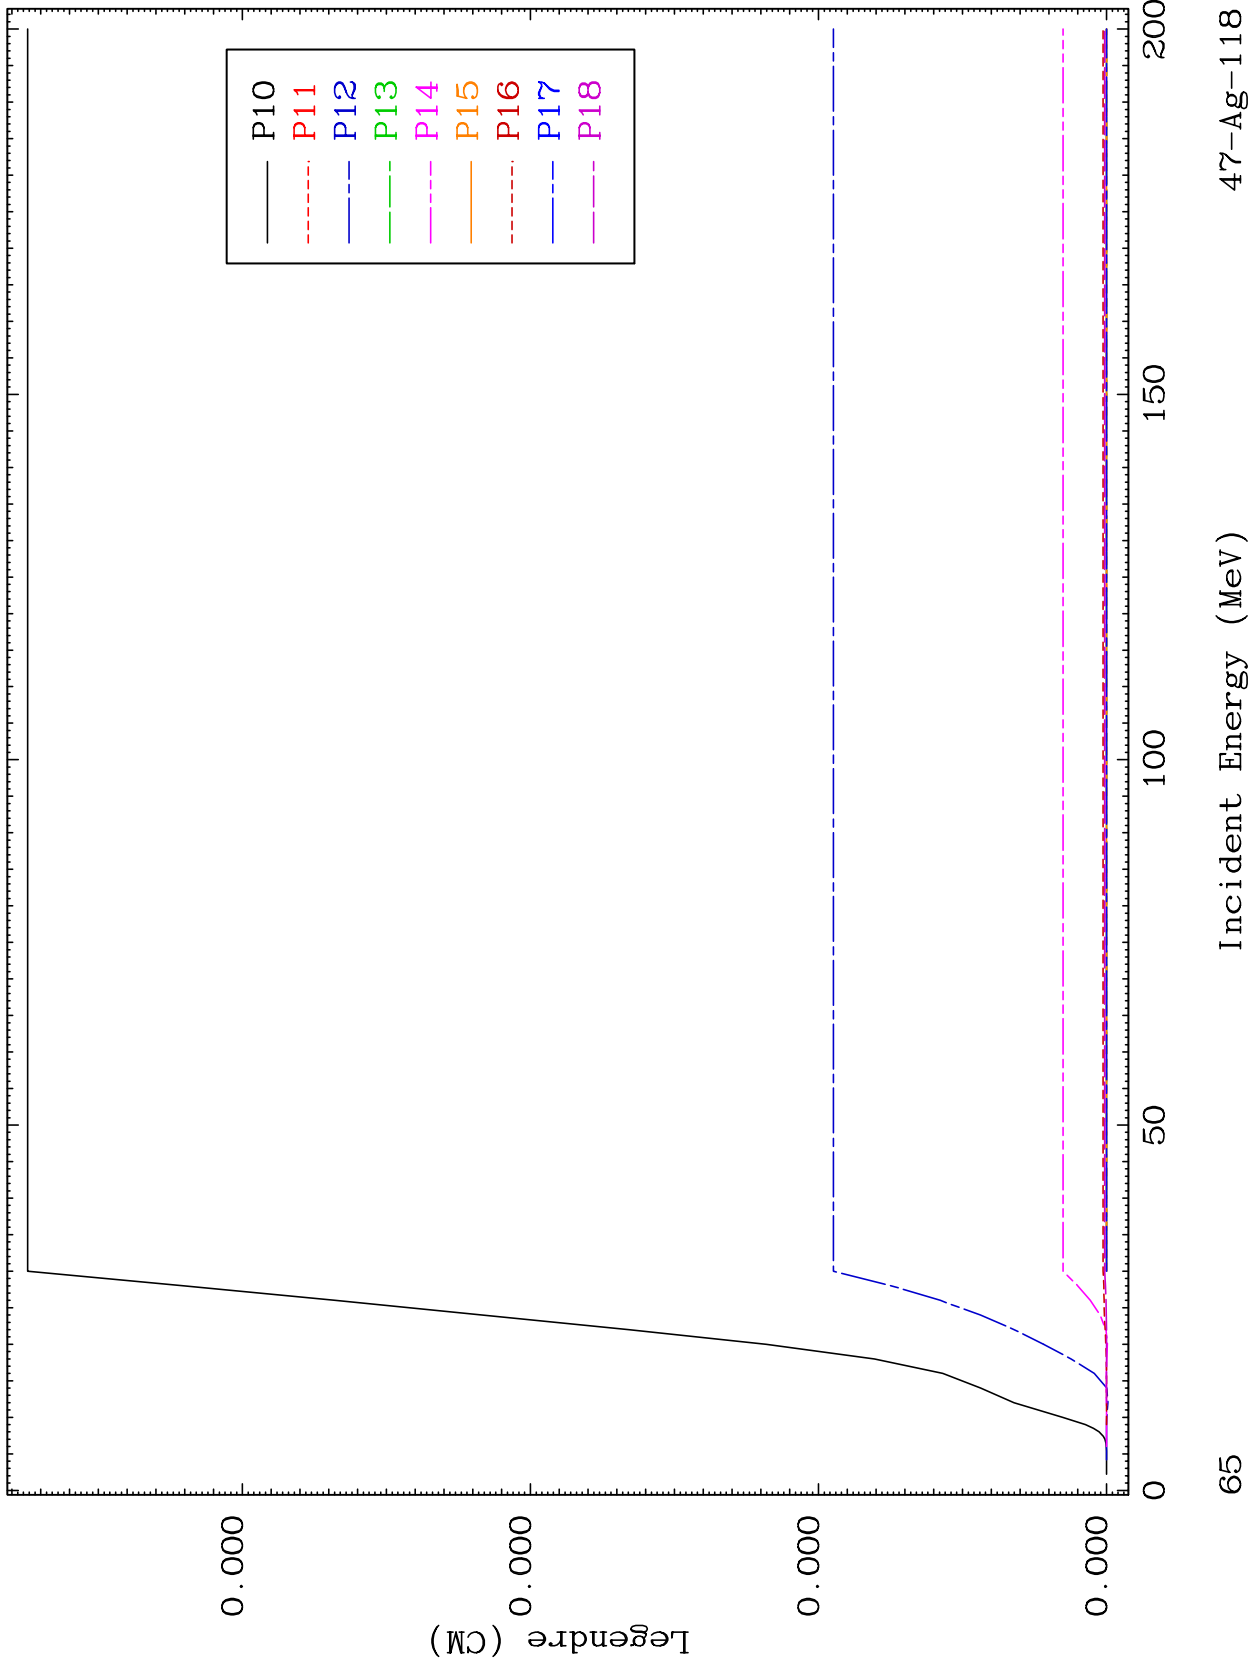 P10
P11
P12
P13
P14
P15
P16
P17
P18
Legendre (CM)
0.000
0.000
0.000
0.000
0
50
100
150
200
65
Incident Energy (MeV)
47-Ag-118